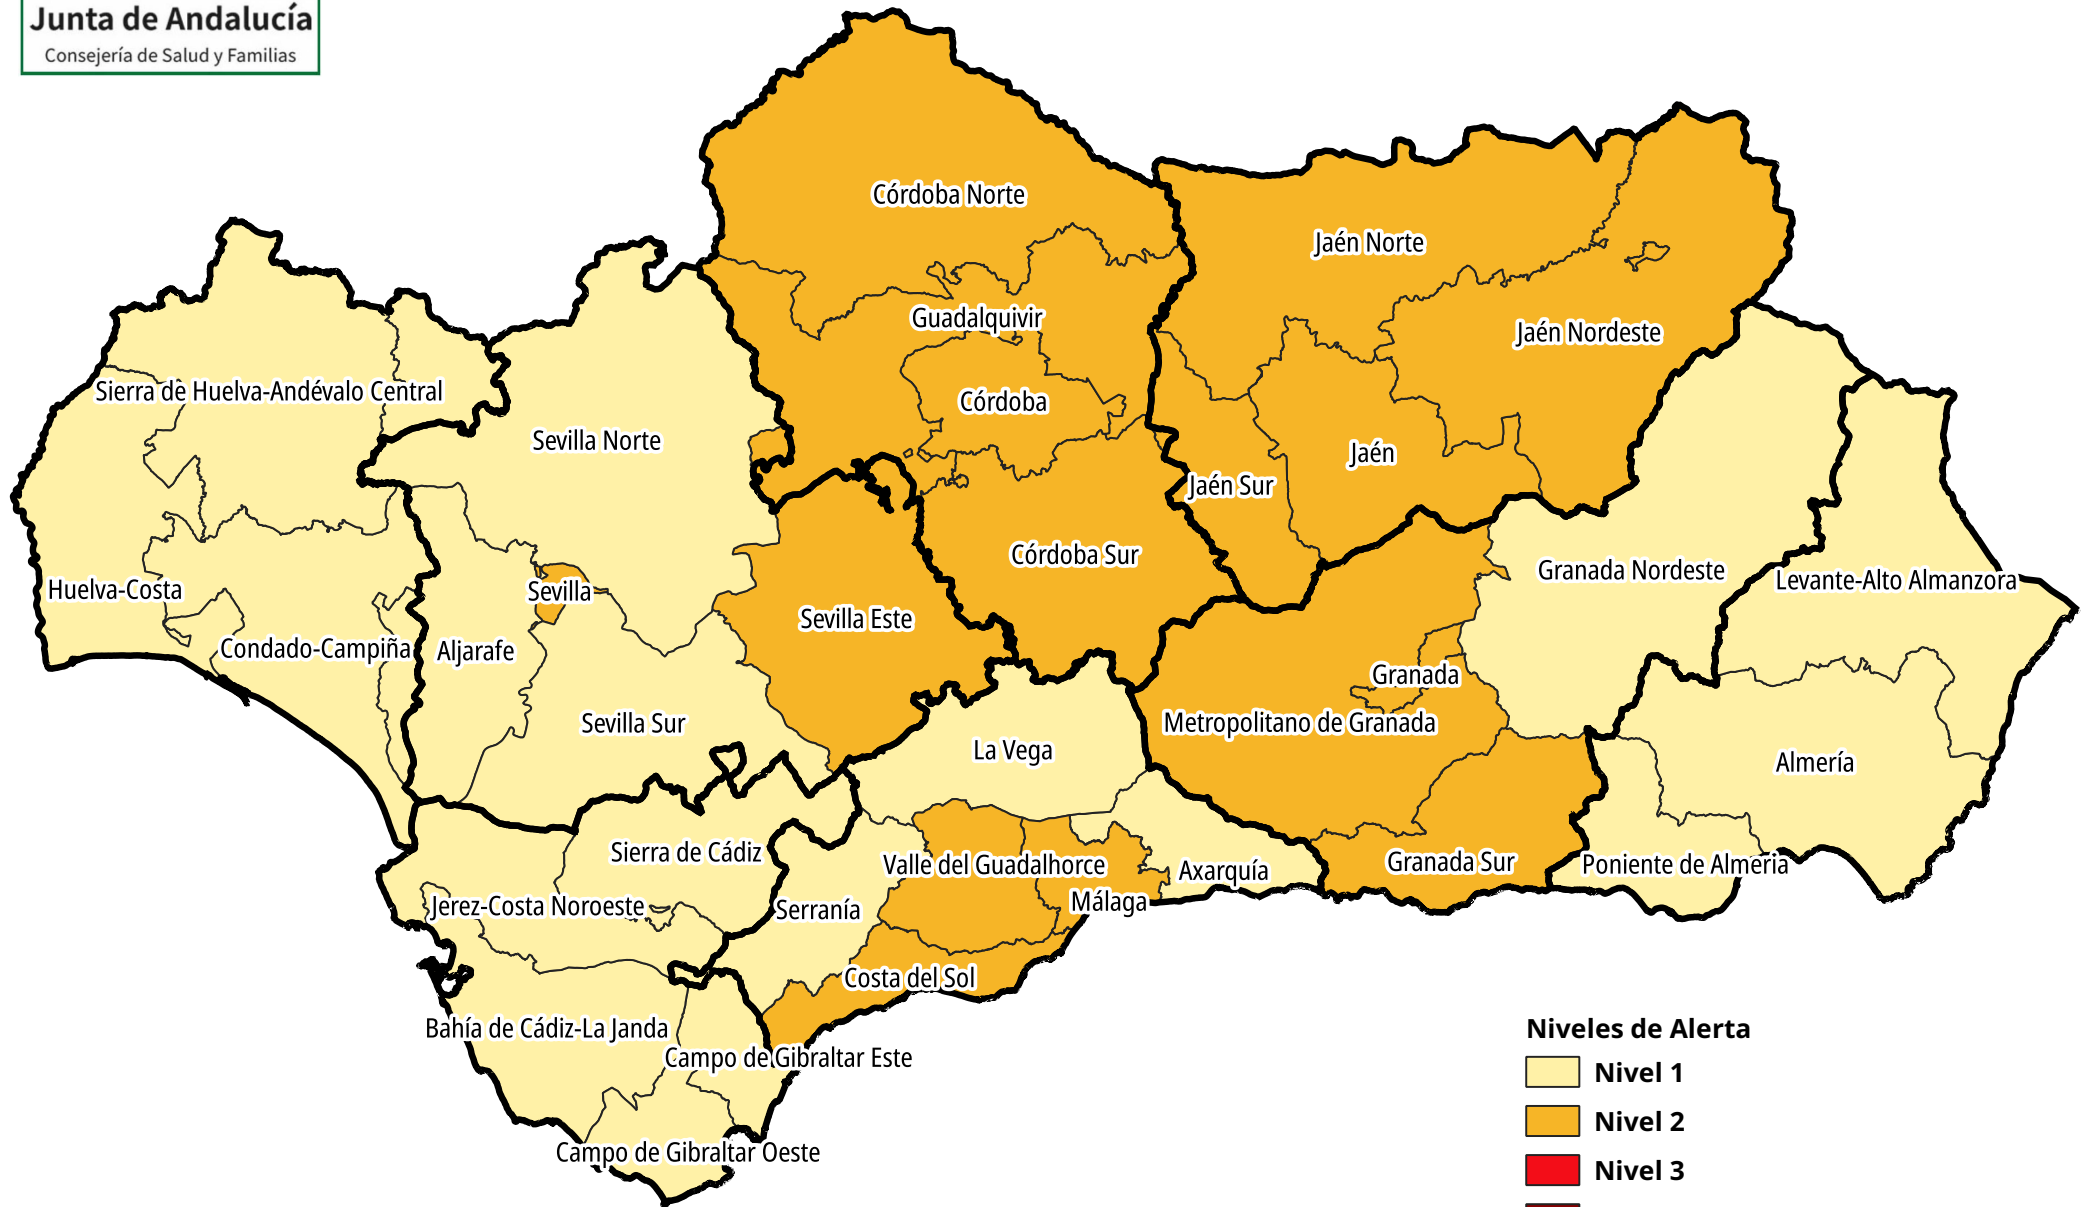 Junta de Andalucía
Consejería de Salud y Familias
Córdoba Norte
Jaén Norte
Guadalquivir
Jaén Nordeste
Sierra de Huelva-Andévalo Central
Córdoba
Sevilla Norte
Jaén
Jaén Sur
Córdoba Sur
Granada Nordeste
Levante-Alto Almanzora
Huelva-Costa
Sevilla
Sevilla Este
Condado-Campiña
Aljarafe
Granada
Sevilla Sur
Metropolitano de Granada
La Vega
Almería
Sierra de Cádiz
Valle del Guadalhorce
Axarquía
Granada Sur
Poniente de Almería
Jerez-Costa Noroeste
Serranía
Málaga
Costa del Sol
Bahía de Cádiz-La Janda
Campo de Gibraltar Este
Campo de Gibraltar Oeste
Niveles de Alerta
Nivel 1
Nivel 2
Nivel 3